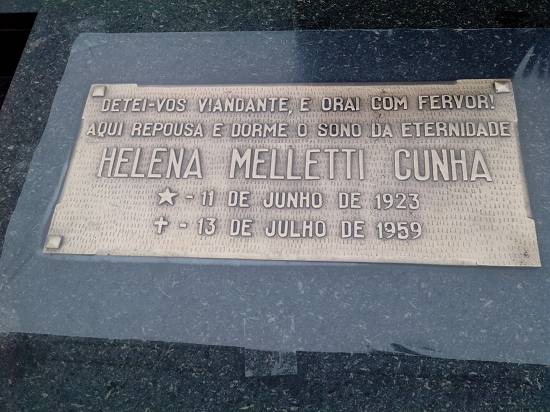 DETEI-VOS VIANDANTE, E ORAI COM FERVOR!
AQUI REPOUSA E DORME O SONO DA ETERNIDADE
HELENA MELLETTI CUNHA
★ - 11 DE JUNHO DE 1923
✝ - 13 DE JULHO DE 1959